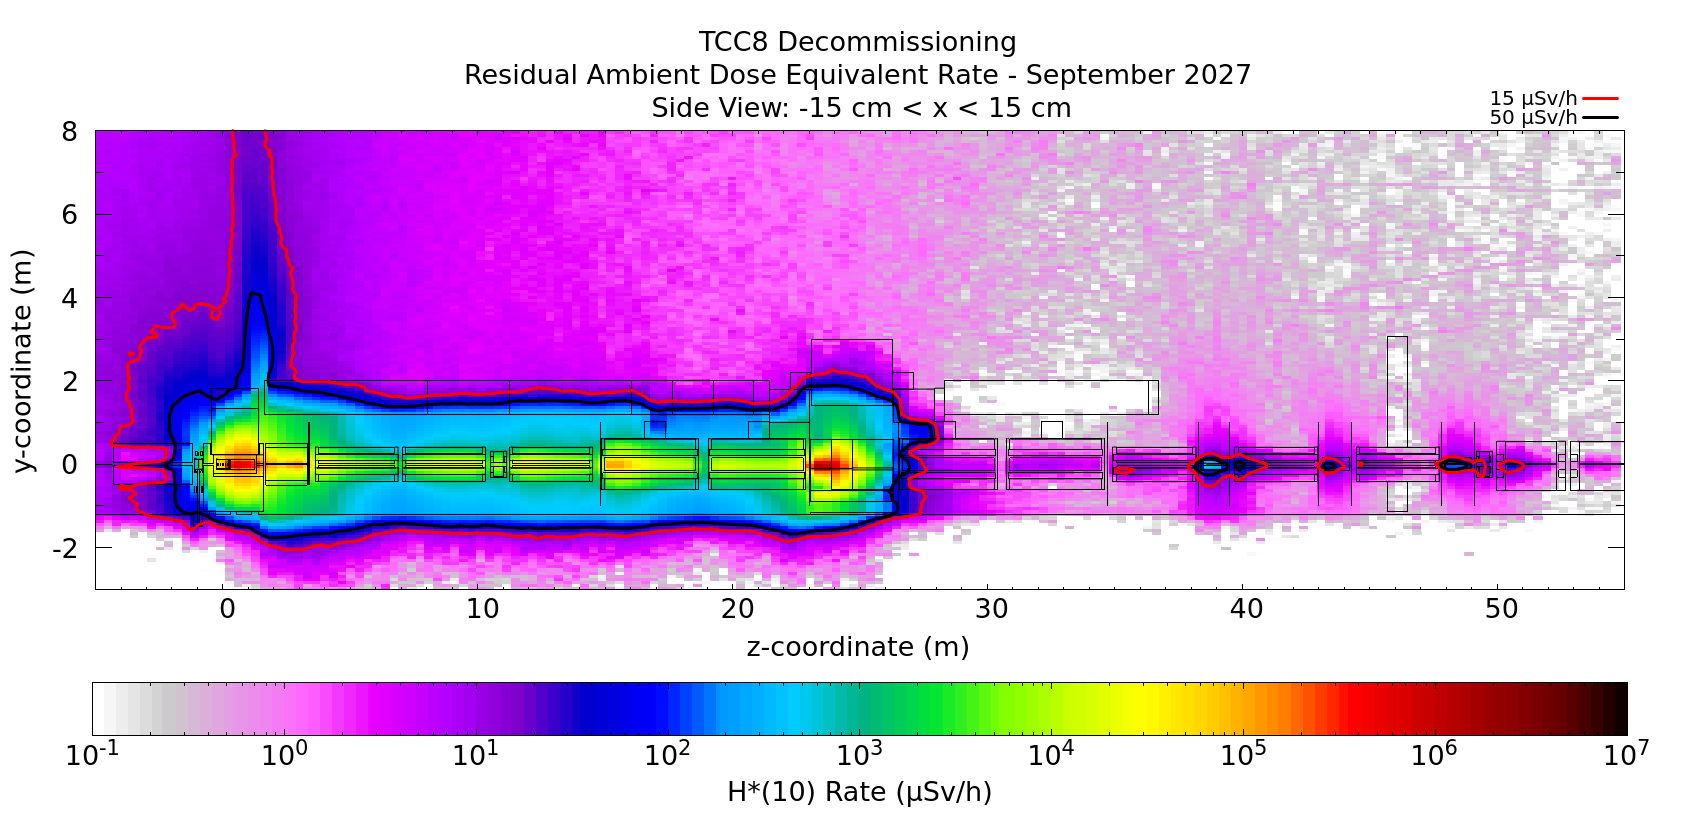 TCC8 Decommissioning
Residual Ambient Dose Equivalent Rate - September 2027
Side View: -15 cm < x < 15 cm
15 µSv/h
50 µSv/h
8
6
4
2
0
-2
y-coordinate (m)
0 10 20 30 40 50
z-coordinate (m)
10^-1 10^0 10^1 10^2 10^3 10^4 10^5 10^6 10^7
H*(10) Rate (µSv/h)